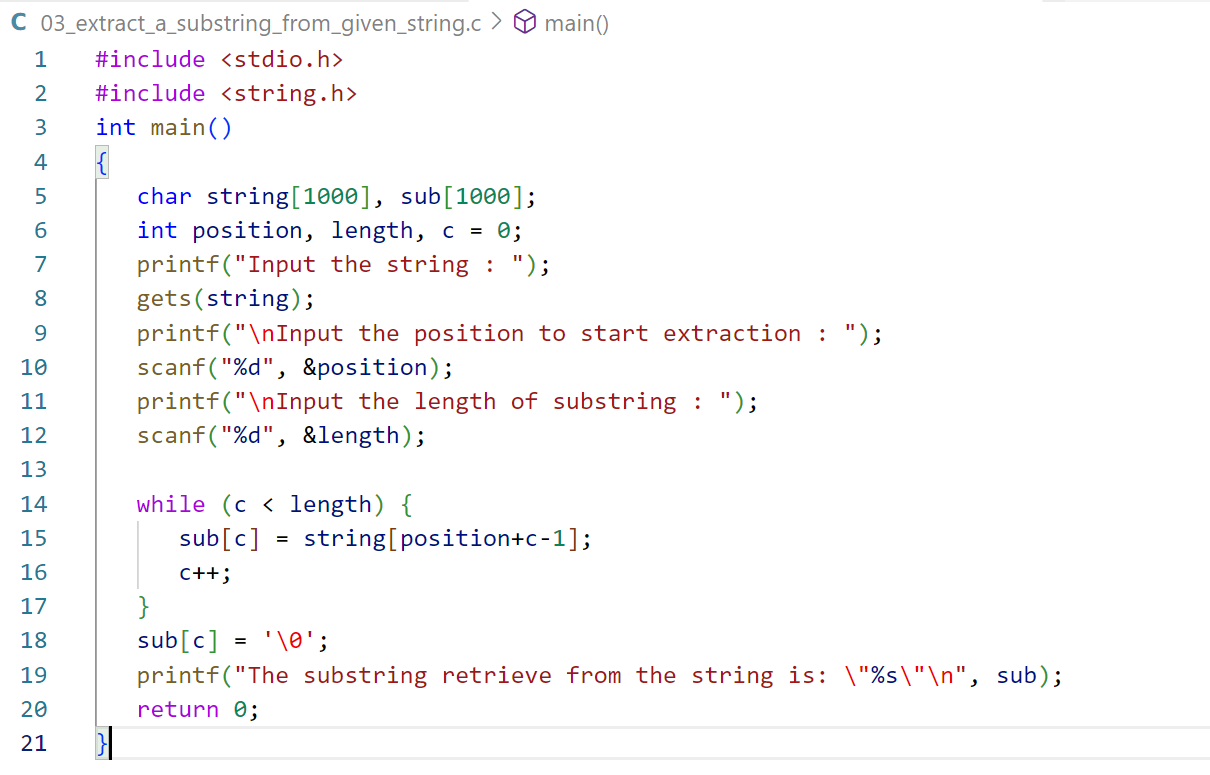 C 03_extract_a_substring_from_given_string.c > main()
1 #include <stdio.h>
2 #include <string.h>
3 int main()
4 {
5 char string[1000], sub[1000];
6 int position, length, c = 0;
7 printf("Input the string : ");
8 gets(string);
9 printf("\nInput the position to start extraction : ");
10 scanf("%d", &position);
11 printf("\nInput the length of substring : ");
12 scanf("%d", &length);
13
14 while (c < length) {
15 sub[c] = string[position+c-1];
16 c++;
17 }
18 sub[c] = '\0';
19 printf("The substring retrieve from the string is: \"%s\"\n", sub);
20 return 0;
21 }